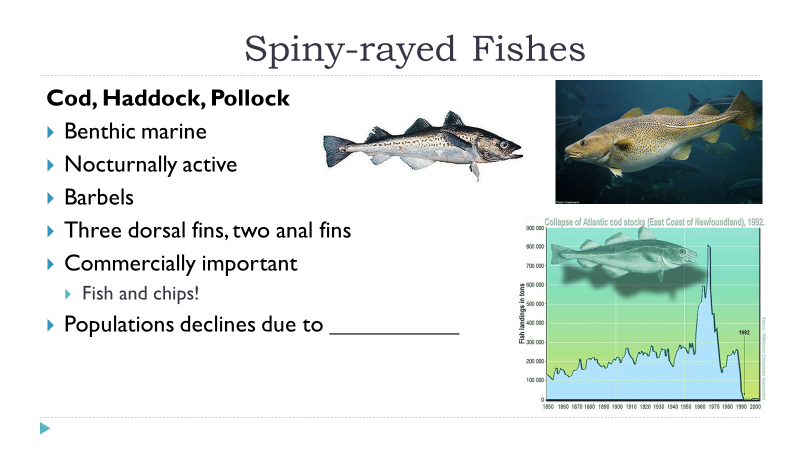 Spiny-rayed Fishes
Cod, Haddock, Pollock
Benthic marine
Nocturnally active
Barbels
Three dorsal fins, two anal fins
Commercially important
Fish and chips!
Populations declines due to ___________
Collapse of Atlantic cod stocks (East Coast of Newfoundland), 1992.
Fish landings in tons
900 000
800 000
700 000
600 000
500 000
400 000
300 000
200 000
100 000
0
1992
1850 1860 1870 1880 1890 1900 1910 1920 1930 1940 1950 1960 1970 1980 1990 2000